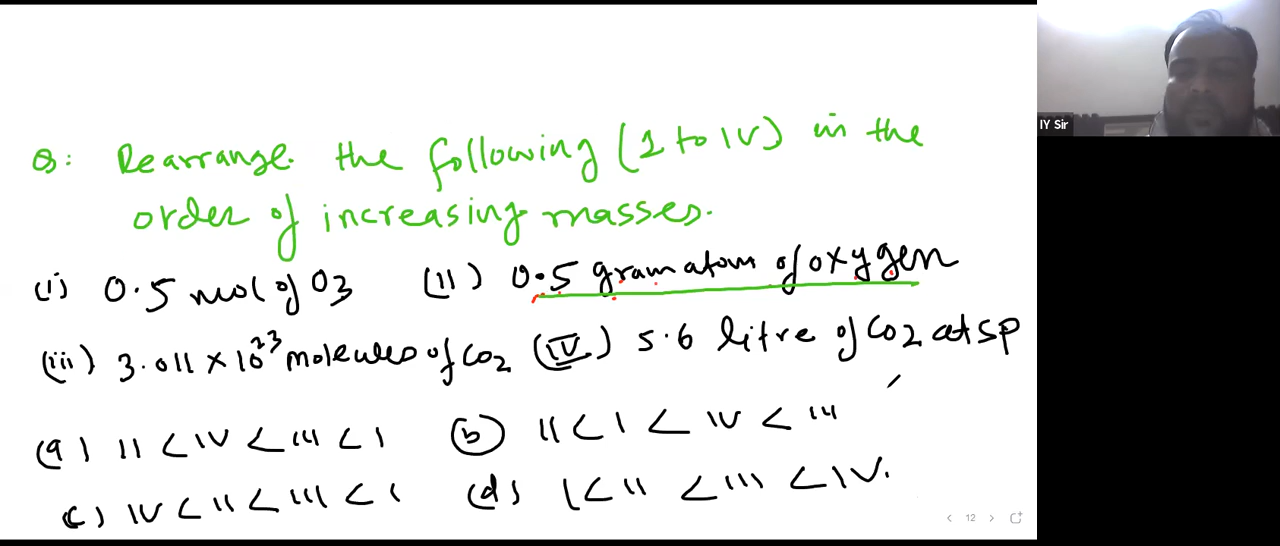 Q: Rearrange. the following (1 to IV) in the
order of increasing masses.
(i) 0.5 mol of O3 (II) 0.5 gram atom of oxygen
(iii) 3.011 × 10^23 molecules of CO2 (IV) 5.6 litre of CO2 at SP
(a) II < IV < III < I (b) II < I < IV < III
(c) IV < II < III < I (d) I < II < III < IV.
IY Sir
< 12 >